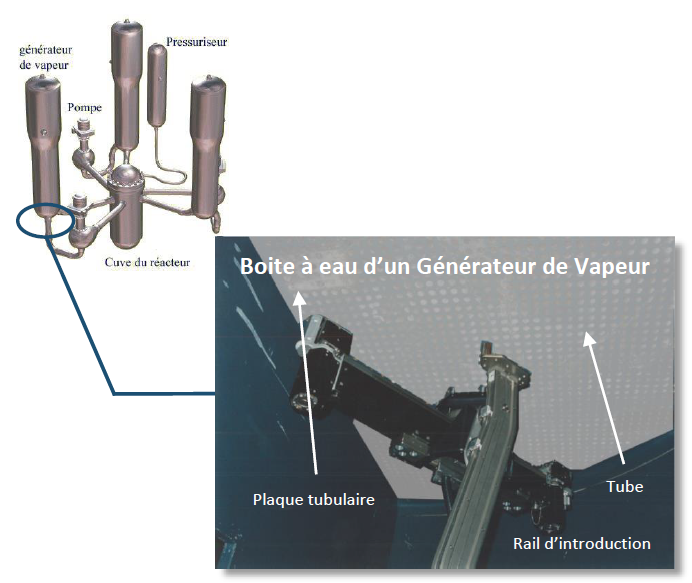 générateur
de vapeur
Pressuriseur
Pompe
Cuve du réacteur
Boite à eau d’un Générateur de Vapeur
Plaque tubulaire
Tube
Rail d’introduction